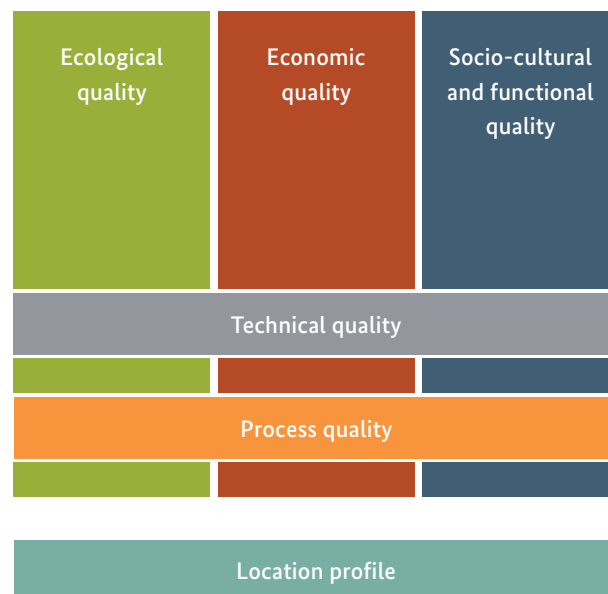 Ecological
quality
Economic
quality
Socio-cultural
and functional
quality
Technical quality
Process quality
Location profile